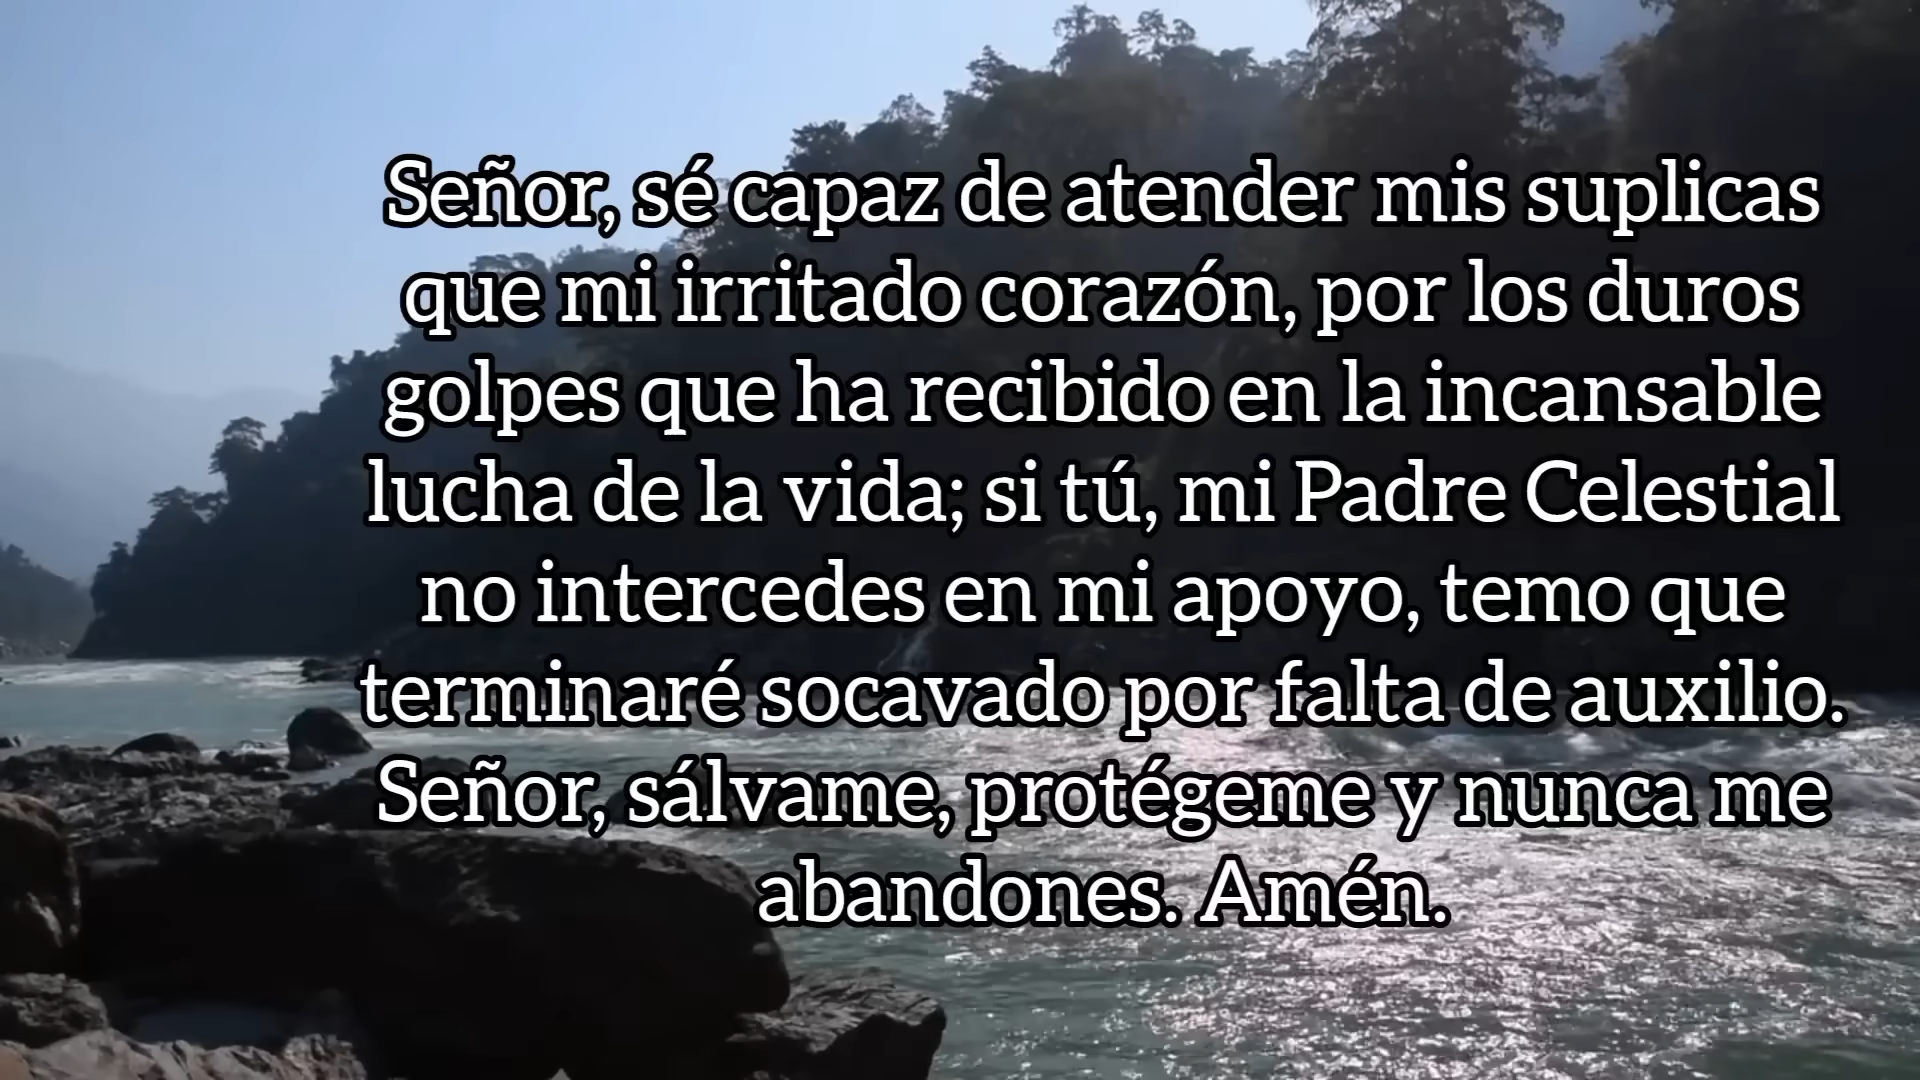 Señor, sé capaz de atender mis suplicas
que mi irritado corazón, por los duros
golpes que ha recibido en la incansable
lucha de la vida; si tú, mi Padre Celestial
no intercedes en mi apoyo, temo que
terminaré socavado por falta de auxilio.
Señor, sálvame, protégeme y nunca me
abandones. Amén.